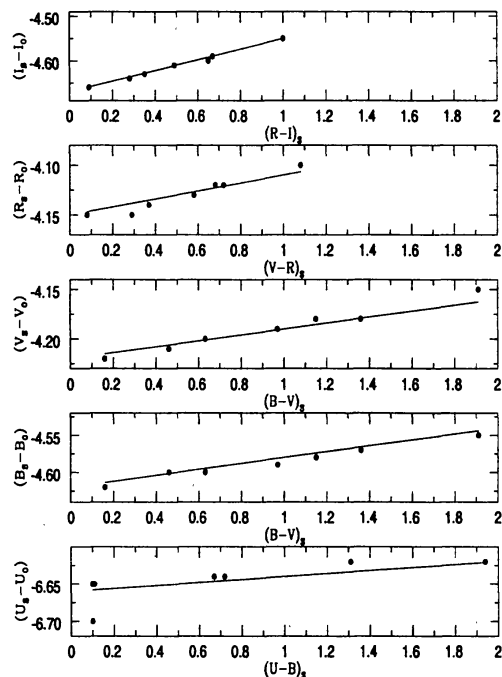 -4.50
-4.60
(I_s-I_o)
0 0.2 0.4 0.6 0.8 1 1.2 1.4 1.6 1.8 2
(R-I)_s
-4.10
-4.15
(R_s-R_o)
0 0.2 0.4 0.6 0.8 1 1.2 1.4 1.6 1.8 2
(V-R)_s
-4.15
-4.20
(V_s-V_o)
0 0.2 0.4 0.6 0.8 1 1.2 1.4 1.6 1.8 2
(B-V)_s
-4.55
-4.60
(B_s-B_o)
0 0.2 0.4 0.6 0.8 1 1.2 1.4 1.6 1.8 2
(B-V)_s
-6.65
-6.70
(U_s-U_o)
0 0.2 0.4 0.6 0.8 1 1.2 1.4 1.6 1.8 2
(U-B)_s